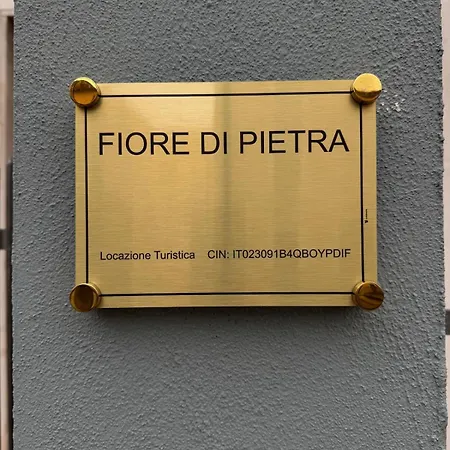 FIORE DI PIETRA
Locazione Turistica CIN: IT023091B4QBOYPDIF